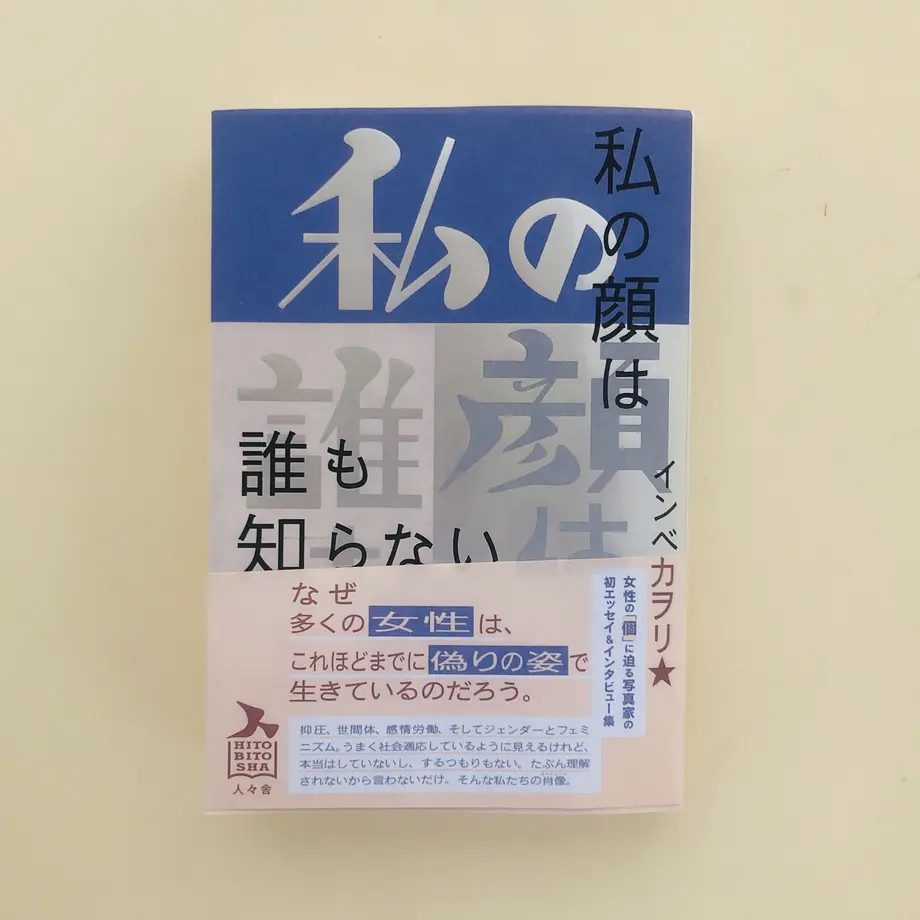 私の
顔は
誰
私の顔は
誰も
知らない
インベカヲリ★
女性の「個」に迫る写真家の
初エッセイ&インタビュー集
なぜ
多くの女性は、
これほどまでに偽りの姿で
生きているのだろう。
抑圧、世間体、感情労働、そしてジェンダーとフェミ
ニズム。うまく社会適応しているように見えるけれど、
本当はしていないし、するつもりもない。たぶん理解
されないから言わないだけ。そんな私たちの肖像。
HITO
BITO
SHA
人々舎